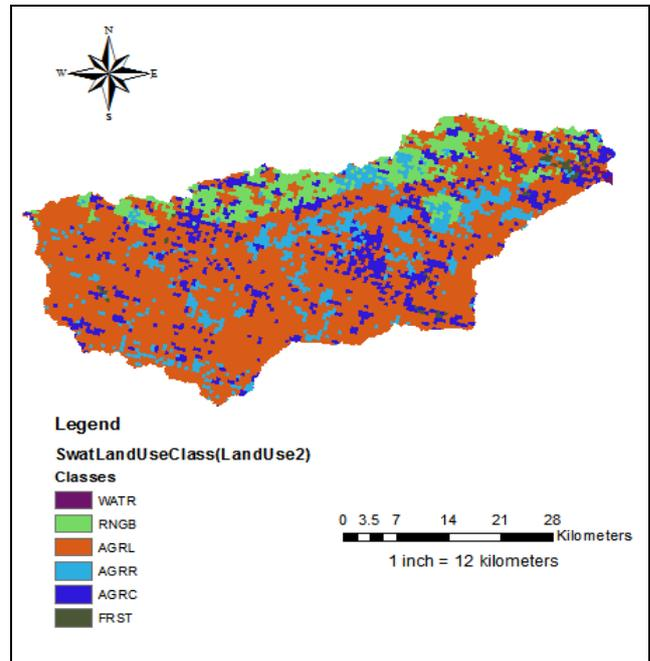 N
W E
S
Legend
SwatLandUseClass(LandUse2)
Classes
WATR
RNGB
AGRL
AGRR
AGRC
FRST
0 3.5 7 14 21 28
Kilometers
1 inch = 12 kilometers